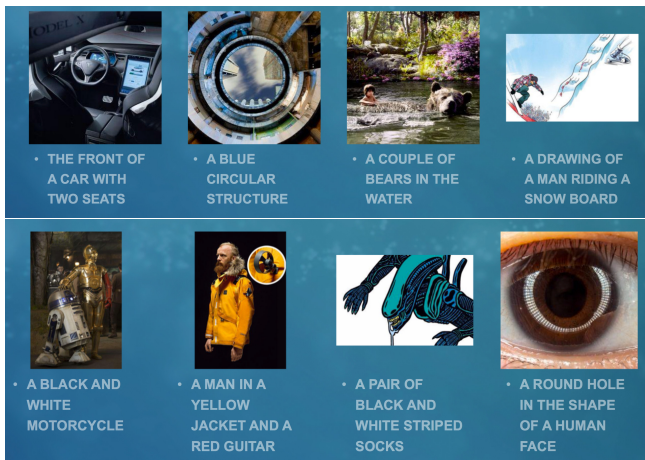 MODEL X
• THE FRONT OF
A CAR WITH
TWO SEATS
• A BLUE
CIRCULAR
STRUCTURE
• A COUPLE OF
BEARS IN THE
WATER
• A DRAWING OF
A MAN RIDING A
SNOW BOARD
• A BLACK AND
WHITE
MOTORCYCLE
• A MAN IN A
YELLOW
JACKET AND A
RED GUITAR
• A PAIR OF
BLACK AND
WHITE STRIPED
SOCKS
• A ROUND HOLE
IN THE SHAPE
OF A HUMAN
FACE